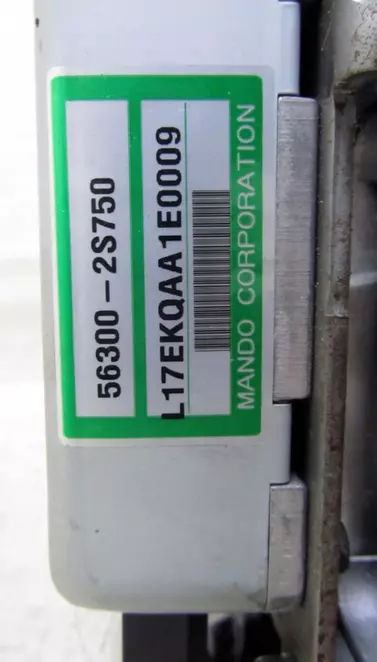 56300-2S750
L17EKQAA1E0009
MANDO CORPORATION